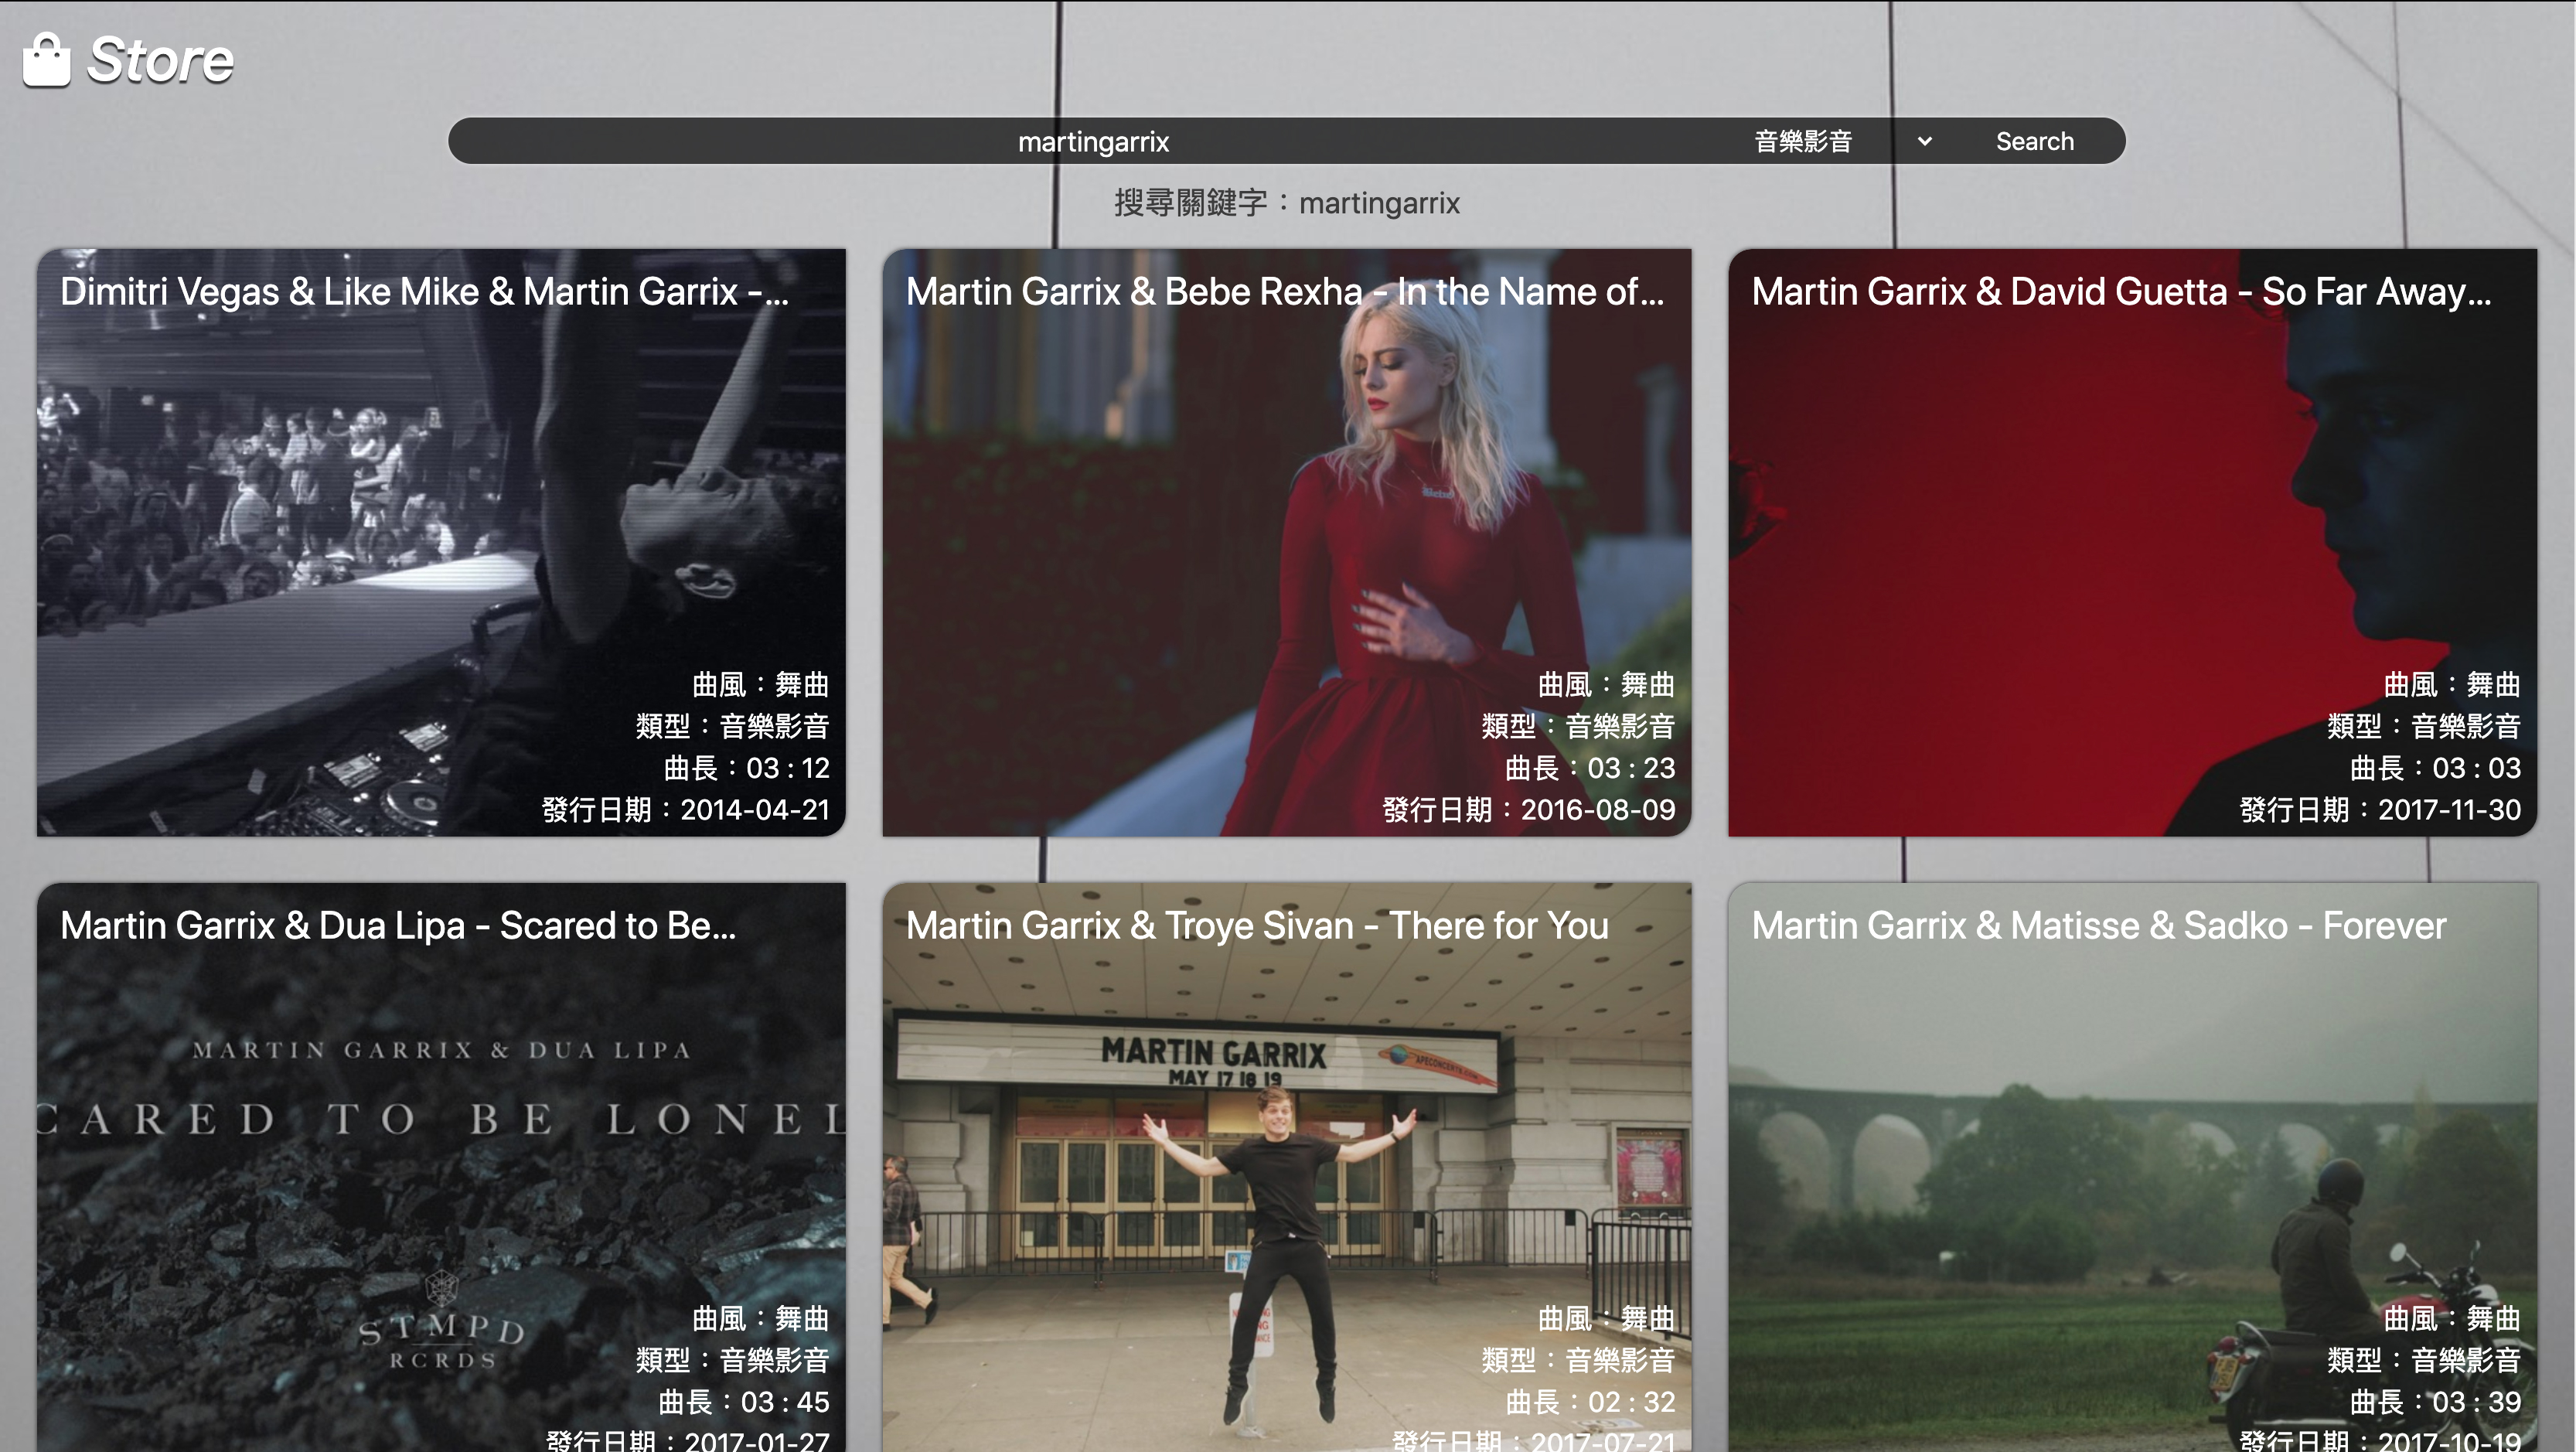 Store
martingarrix 音樂影音 Search
搜尋關鍵字：martingarrix
Dimitri Vegas & Like Mike & Martin Garrix -...
曲風：舞曲
類型：音樂影音
曲長：03 : 12
發行日期：2014-04-21
Martin Garrix & Bebe Rexha - In the Name of...
曲風：舞曲
類型：音樂影音
曲長：03 : 23
發行日期：2016-08-09
Martin Garrix & David Guetta - So Far Away...
曲風：舞曲
類型：音樂影音
曲長：03 : 03
發行日期：2017-11-30
Martin Garrix & Dua Lipa - Scared to Be...
MARTIN GARRIX & DUA LIPA
CARED TO BE LONEL
STMPD
RCRDS
曲風：舞曲
類型：音樂影音
曲長：03 : 45
發行日期：2017-01-27
Martin Garrix & Troye Sivan - There for You
MARTIN GARRIX
MAY 17 18 19
APECONCERTS.COM
曲風：舞曲
類型：音樂影音
曲長：02 : 32
發行日期：2017-07-21
Martin Garrix & Matisse & Sadko - Forever
曲風：舞曲
類型：音樂影音
曲長：03 : 39
發行日期：2017-10-19